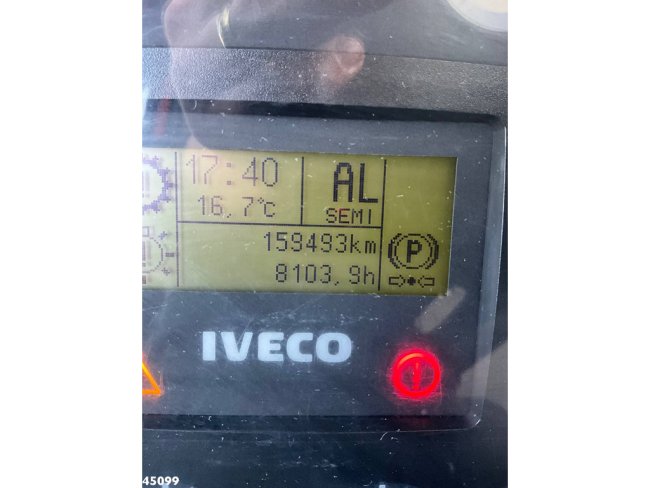 17:40
16,7°C
AL
SEMI
159493km
8103,9h
P
IVECO
45099